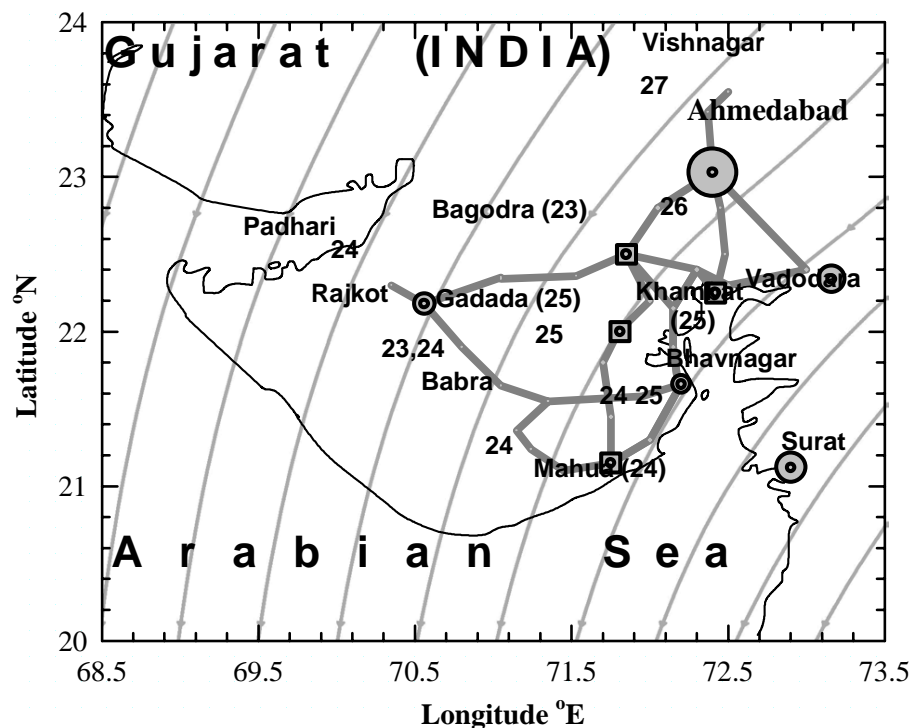 24
Gujarat (INDIA)
Vishnagar
27
Ahmedabad
23
Bagodra (23)
26
Padhari
24
Rajkot
Gadada (25)
Khambat
Vadodara
(25)
22
25
23,24
Bhavnagar
Babra
24 25
24
Surat
Mahua (24)
21
Arabian Sea
20
68.5 69.5 70.5 71.5 72.5 73.5
Longitude °E
Latitude °N